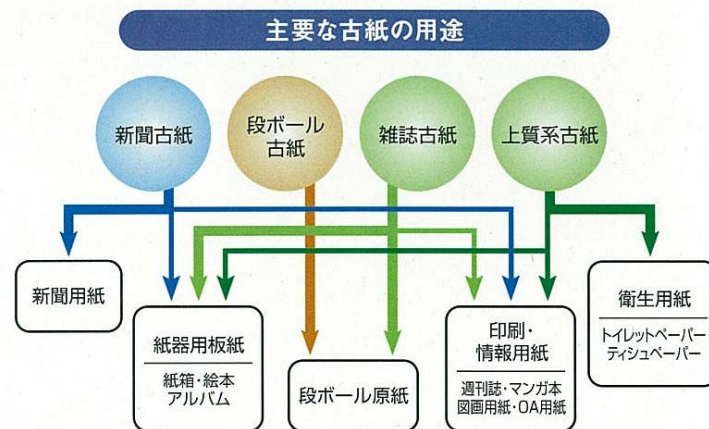 主要な古紙の用途
新聞古紙
段ボール
古紙
雑誌古紙
上質系古紙
新聞用紙
紙器用板紙
紙箱・絵本
アルバム
段ボール原紙
印刷・
情報用紙
週刊誌・マンガ本
図画用紙・OA用紙
衛生用紙
トイレットペーパー
ティシュペーパー